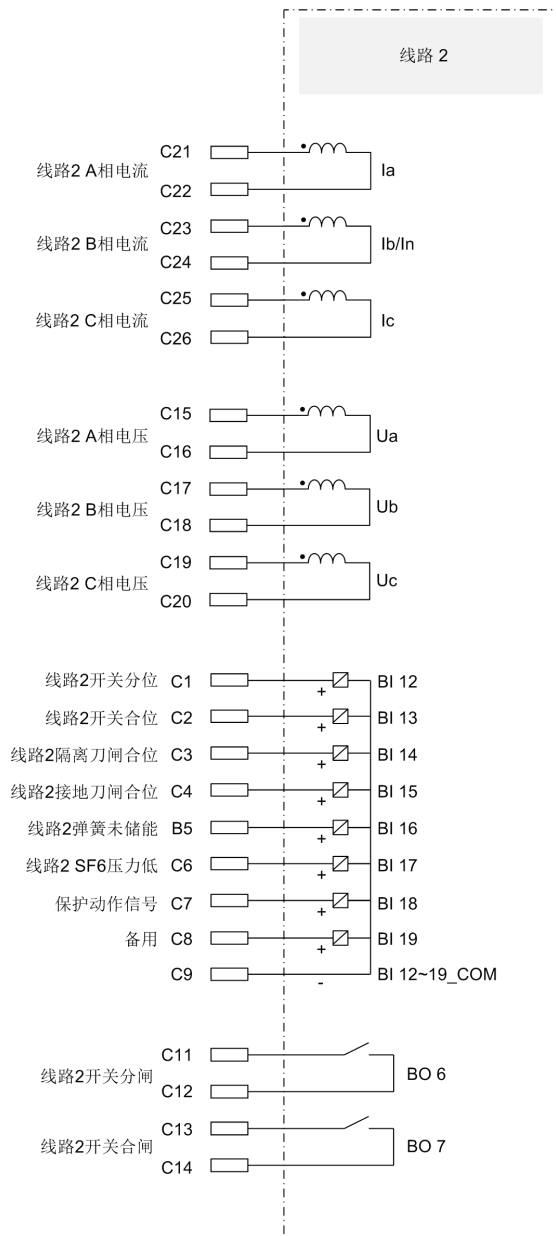 线路 2
C21
线路2 A相电流
Ia
C22
C23
线路2 B相电流
Ib/In
C24
C25
线路2 C相电流
Ic
C26
C15
线路2 A相电压
Ua
C16
C17
线路2 B相电压
Ub
C18
C19
线路2 C相电压
Uc
C20
线路2开关分位 C1 + BI 12
线路2开关合位 C2 + BI 13
线路2隔离刀闸合位 C3 + BI 14
线路2接地刀闸合位 C4 + BI 15
线路2弹簧未储能 B5 + BI 16
线路2 SF6压力低 C6 + BI 17
保护动作信号 C7 + BI 18
备用 C8 + BI 19
C9 - BI 12~19_COM
C11
线路2开关分闸
BO 6
C12
C13
线路2开关合闸
BO 7
C14